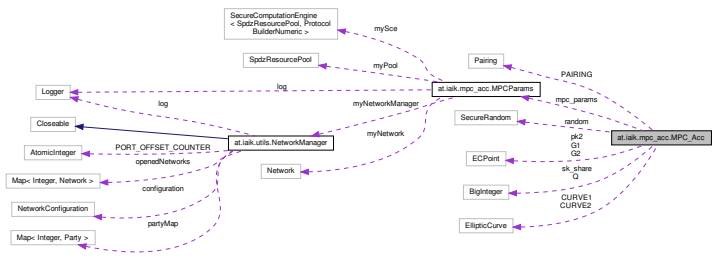 SecureComputationEngine
< SpdzResourcePool, Protocol
BuilderNumeric >
mySce
SpdzResourcePool
myPool
Pairing
PAIRING
Logger
log
at.iaik.mpc_acc.MPCParams
mpc_params
log
myNetworkManager
SecureRandom
random
Closeable
myNetwork
at.iaik.mpc_acc.MPC_Acc
pk2
G1
G2
AtomicInteger
PORT_OFFSET_COUNTER
at.iaik.utils.NetworkManager
ECPoint
openedNetworks
Network
sk_share
Q
Map< Integer, Network >
configuration
BigInteger
CURVE1
CURVE2
NetworkConfiguration
partyMap
EllipticCurve
Map< Integer, Party >